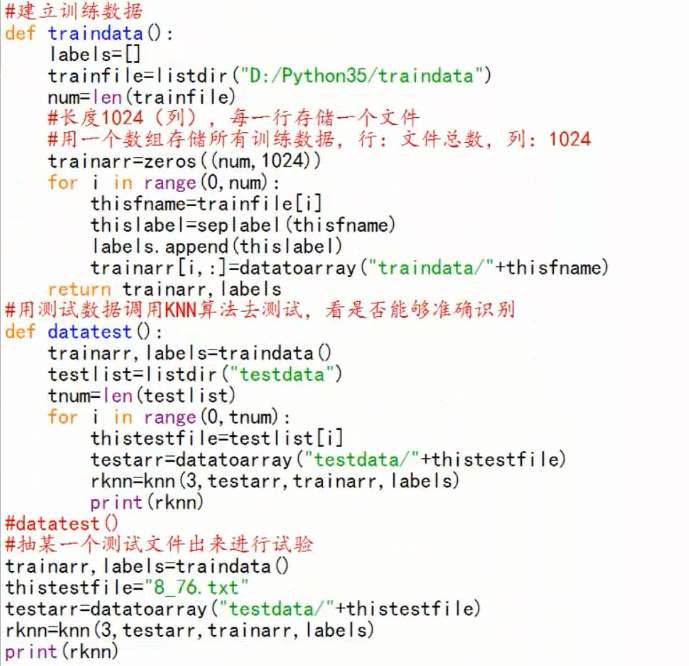 #建立训练数据
def traindata():
    labels=[]
    trainfile=listdir("D:/Python35/traindata")
    num=len(trainfile)
    #长度1024（列），每一行存储一个文件
    #用一个数组存储所有训练数据，行：文件总数，列：1024
    trainarr=zeros((num,1024))
    for i in range(0,num):
        thisfname=trainfile[i]
        thislabel=seplabel(thisfname)
        labels.append(thislabel)
        trainarr[i,:]=datatoarray("traindata/"+thisfname)
    return trainarr,labels
#用测试数据调用KNN算法去测试，看是否能够准确识别
def datatest():
    trainarr,labels=traindata()
    testlist=listdir("testdata")
    tnum=len(testlist)
    for i in range(0,tnum):
        thistestfile=testlist[i]
        testarr=datatoarray("testdata/"+thistestfile)
        rknn=knn(3,testarr,trainarr,labels)
        print(rknn)
#datatest()
#抽某一个测试文件出来进行试验
trainarr,labels=traindata()
thistestfile="8_76.txt"
testarr=datatoarray("testdata/"+thistestfile)
rknn=knn(3,testarr,trainarr,labels)
print(rknn)